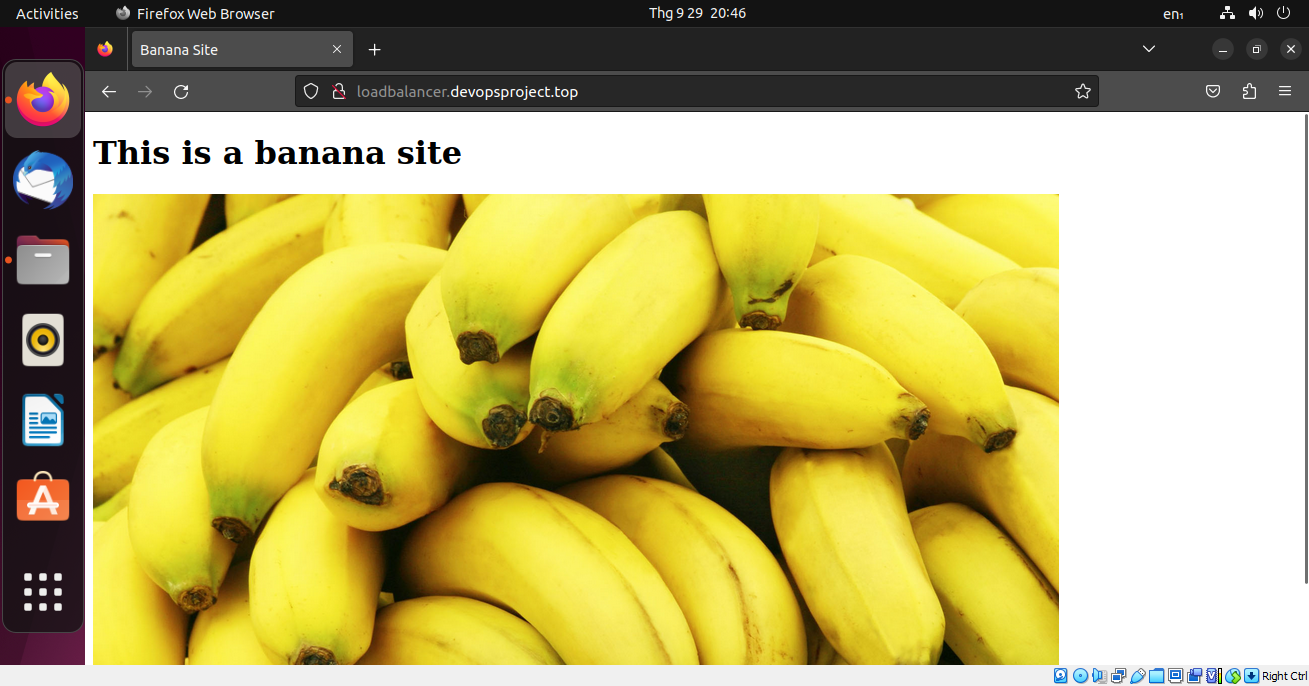 Activities
Firefox Web Browser
Thg 9 29 20:46
en₁
Banana Site
loadbalancer.devopsproject.top
This is a banana site
Right Ctrl